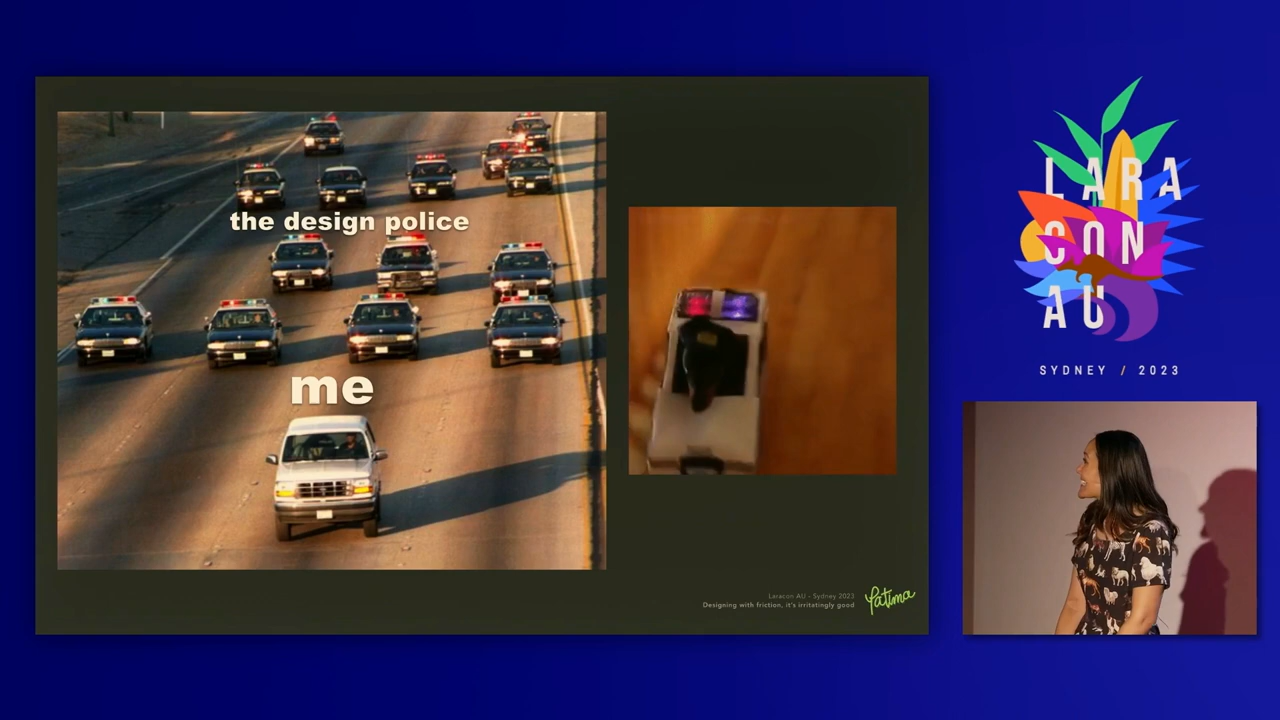 the design police
me
Laracon AU - Sydney 2023
Designing with friction, it's irritatingly good
Yatima
LARA
CON
AU
SYDNEY / 2023